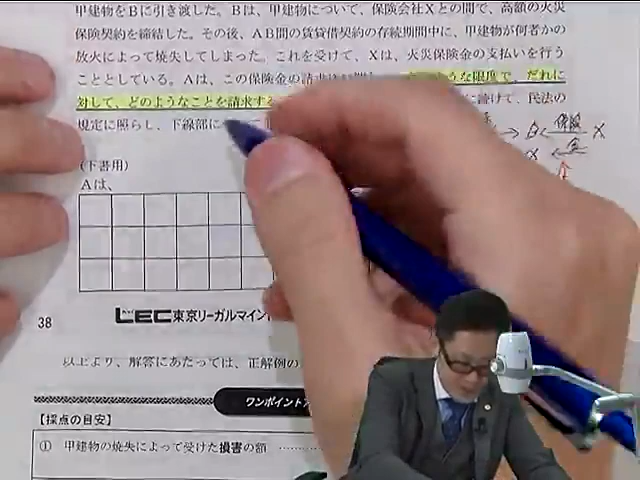 甲建物をBに引き渡した。Bは、甲建物について、保険会社Xとの間で、高額の火災
保険契約を締結した。その後、AB間の賃貸借契約の存続期間中に、甲建物が何者かの
放火によって焼失してしまった。これを受けて、Xは、火災保険金の支払いを行う
こととしている。Aは、この保険金の請求 ような限度で、だれに
対して、どのようなことを請求する 民法の
規定に照らし、下線部に
B 保険 X
(下書用)
Aは、
38
LEC東京リーガルマインド
以上より、解答にあたっては、正解例の
ワンポイント
【採点の目安】
① 甲建物の焼失によって受けた損害の額 ………